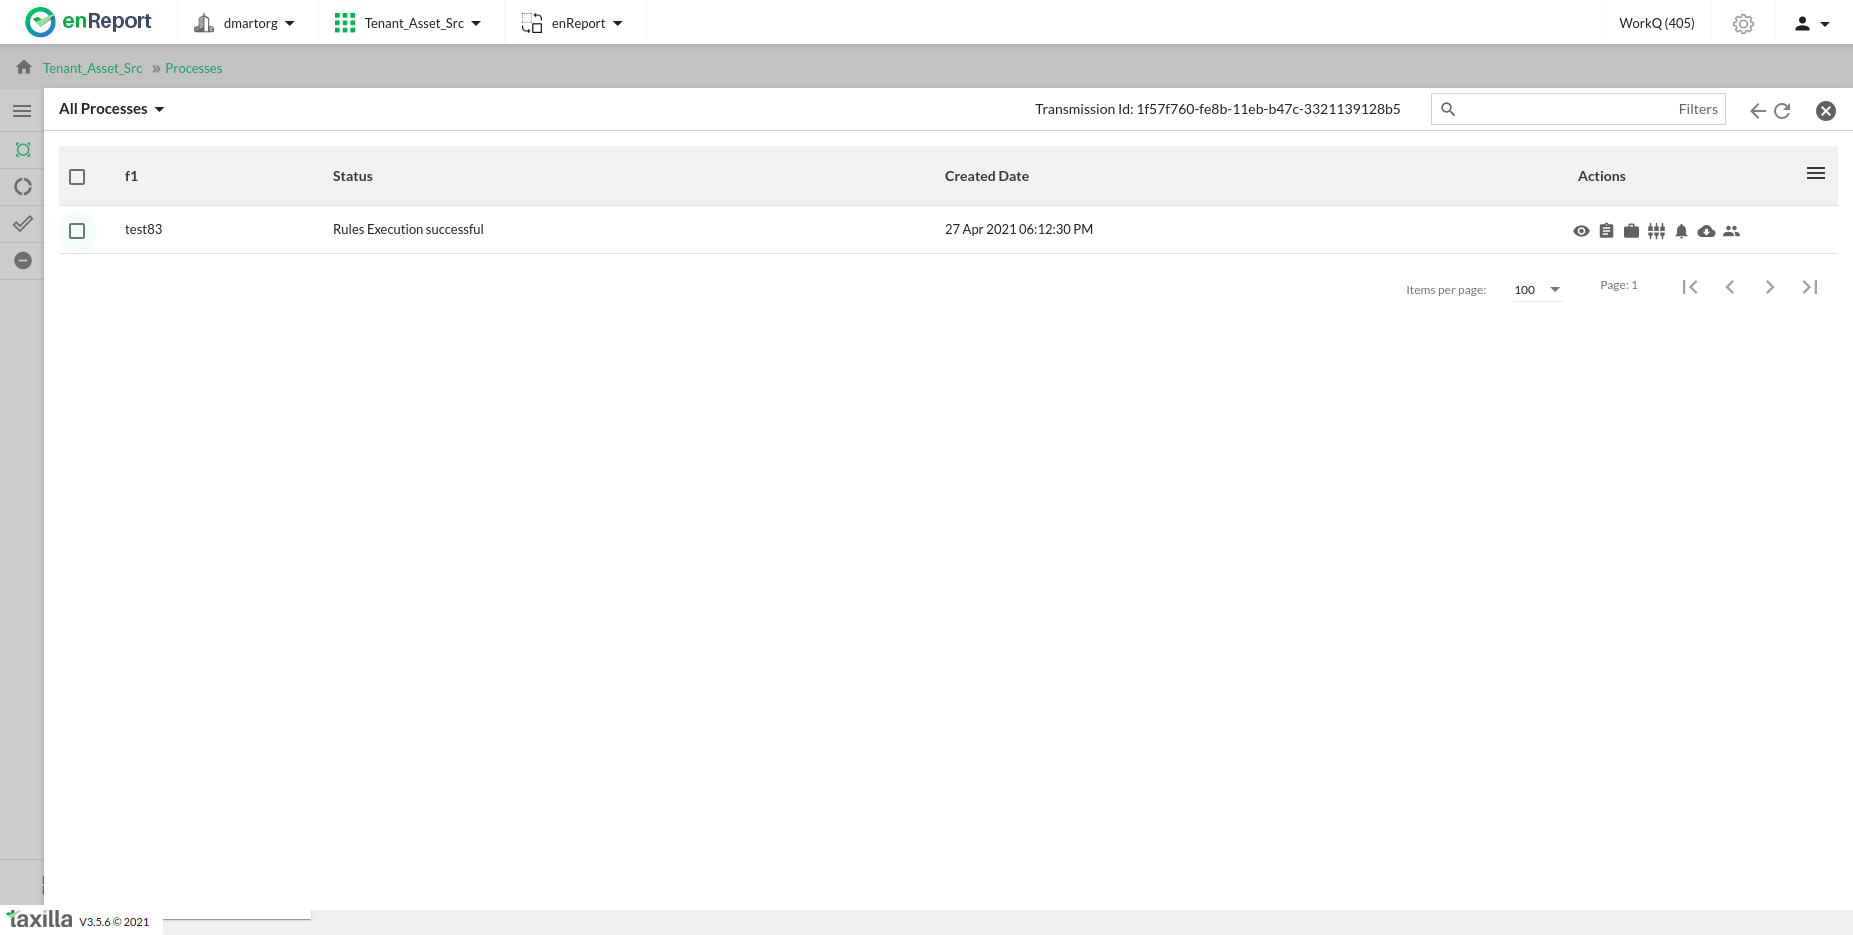 enReport dmartorg Tenant_Asset_Src enReport WorkQ (405)
Tenant_Asset_Src » Processes
All Processes Transmission Id: 1f57f760-fe8b-11eb-b47c-3321139128b5 Filters
f1 Status Created Date Actions
test83 Rules Execution successful 27 Apr 2021 06:12:30 PM
Items per page: 100 Page: 1
taxilla V3.5.6 © 2021